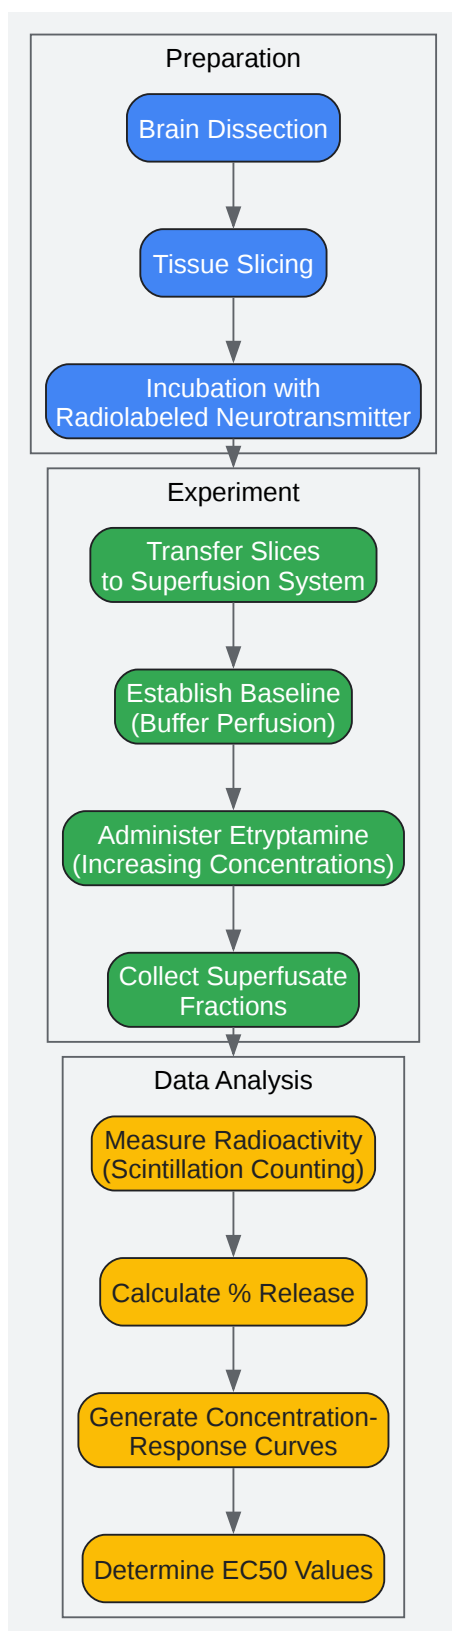 Preparation
Brain Dissection
Tissue Slicing
Incubation with
Radiolabeled Neurotransmitter
Experiment
Transfer Slices
to Superfusion System
Establish Baseline
(Buffer Perfusion)
Administer Etryptamine
(Increasing Concentrations)
Collect Superfusate
Fractions
Data Analysis
Measure Radioactivity
(Scintillation Counting)
Calculate % Release
Generate Concentration-
Response Curves
Determine EC50 Values